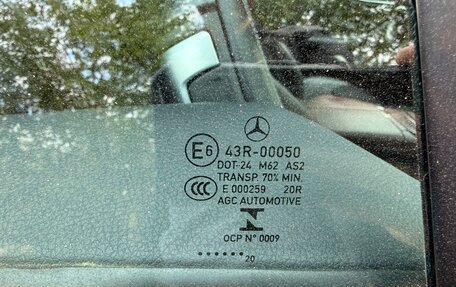 E6 43R-00050
DOT-24 M62 AS2
TRANSP. 70% MIN.
CCC E 000259 20R
AGC AUTOMOTIVE
N
OCP N° 0009
...... 20